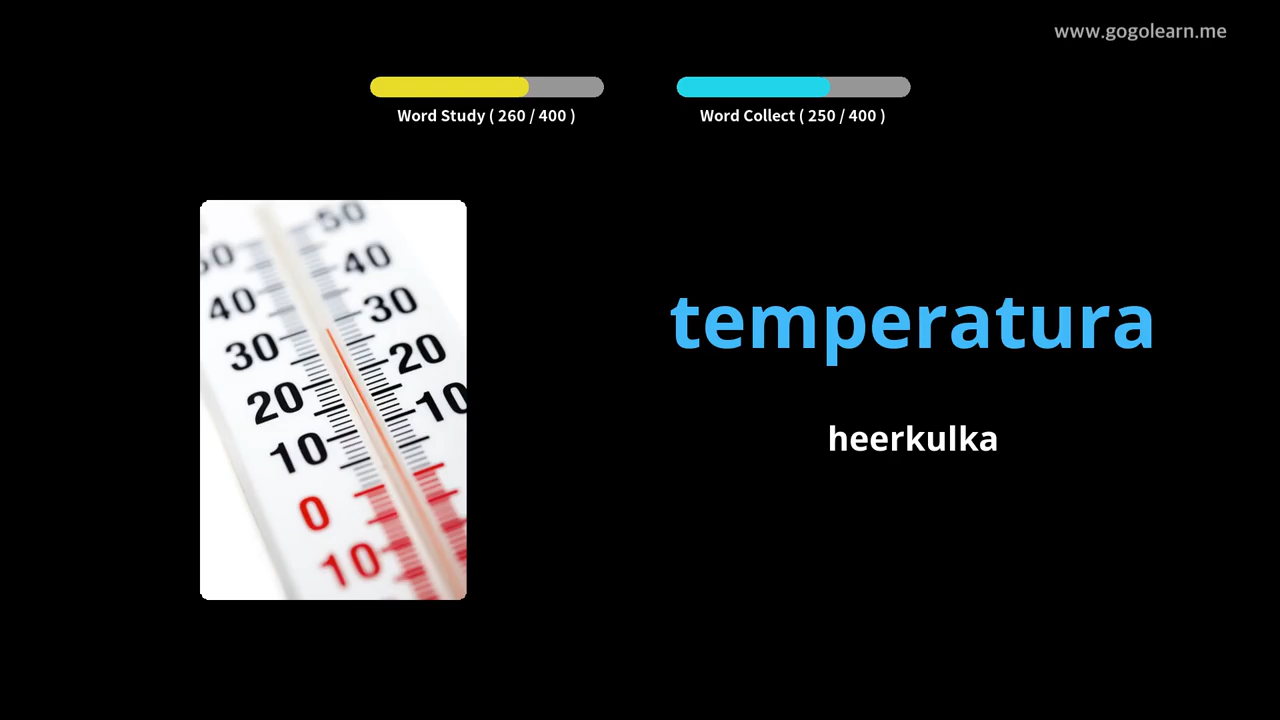 www.gogolearn.me
Word Study ( 260 / 400 )
Word Collect ( 250 / 400 )
50
50
40
40
30
30
20
20
10
10
0
10
temperatura
heerkulka